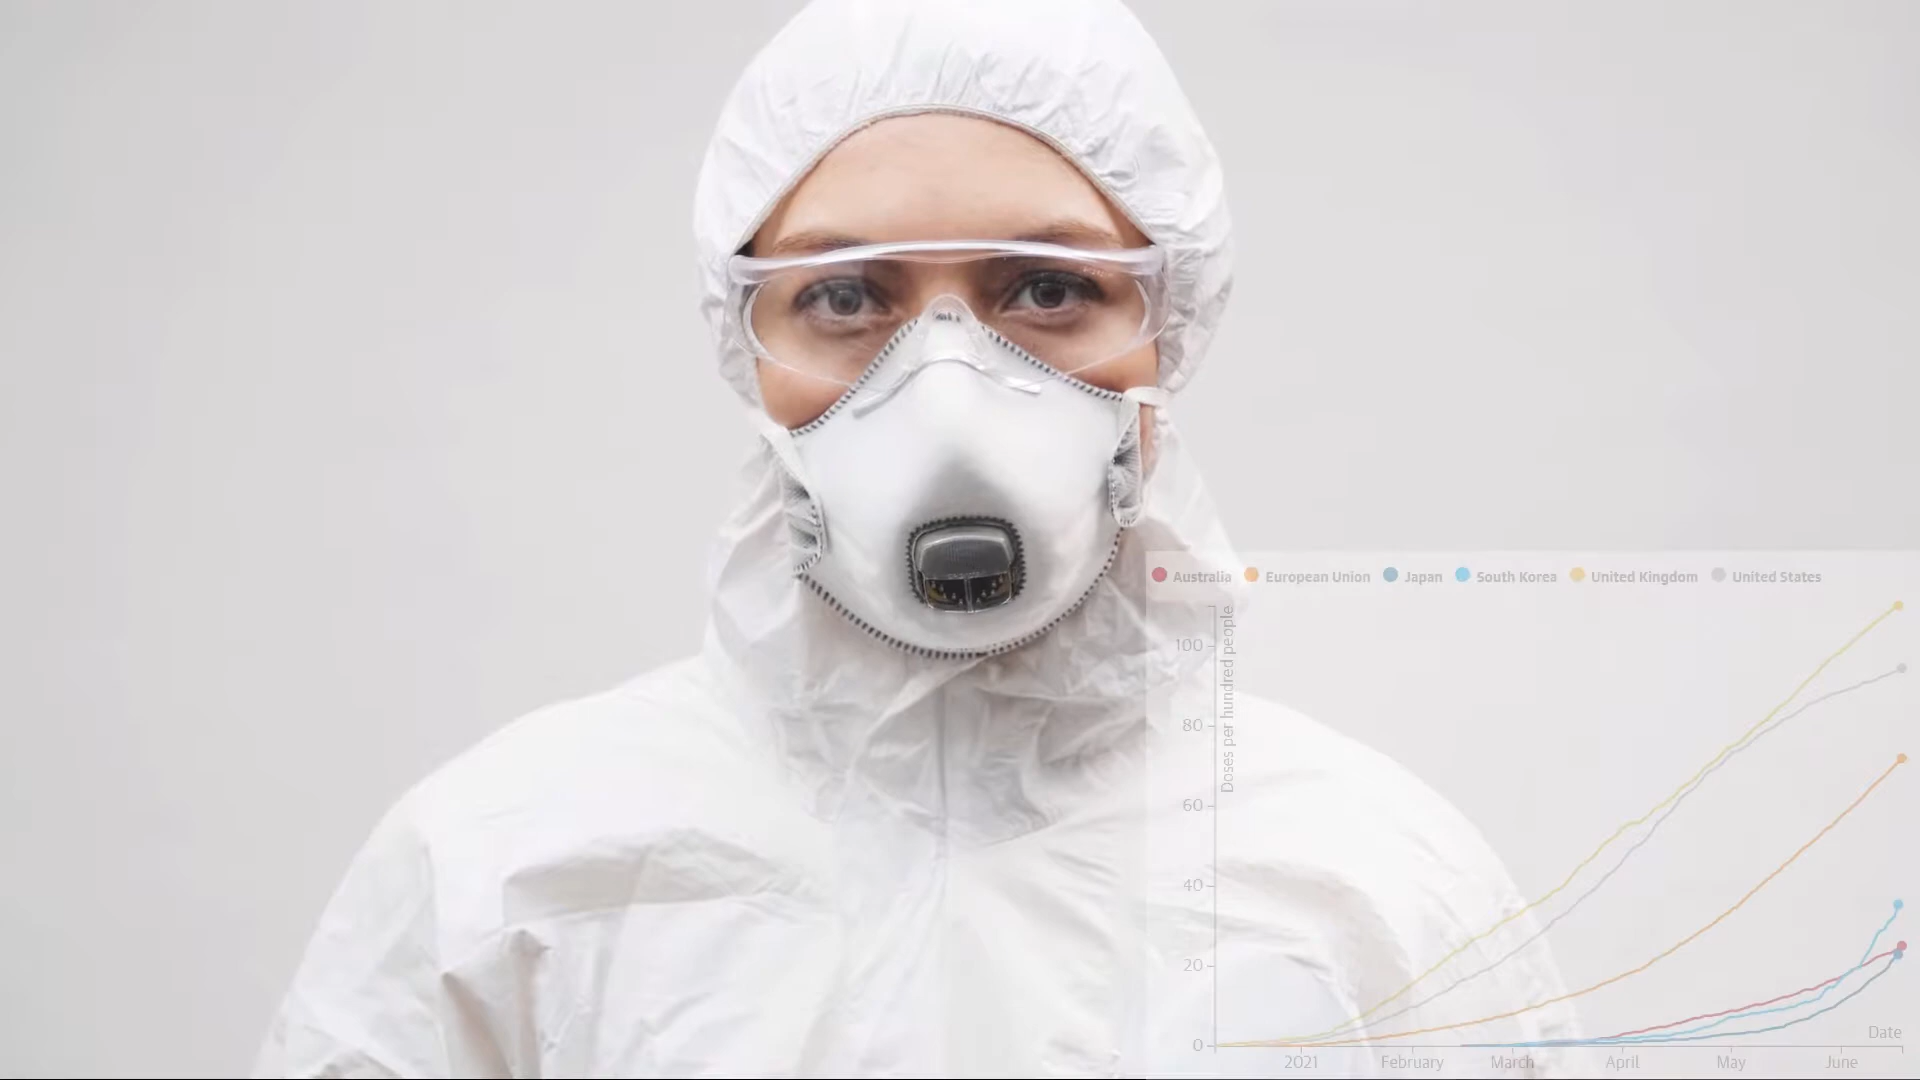 Australia European Union Japan South Korea United Kingdom United States
Doses per hundred people
100
80
60
40
20
0
Date
2021 February March April May June